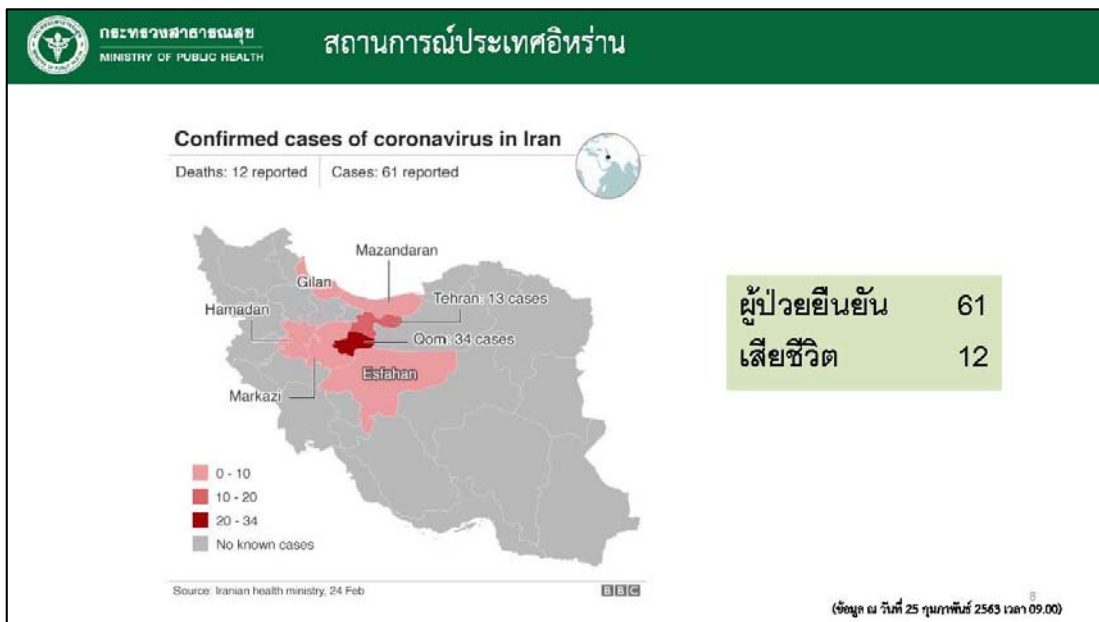 กระทรวงสาธารณสุข
MINISTRY OF PUBLIC HEALTH
สถานการณ์ประเทศอิหร่าน
Confirmed cases of coronavirus in Iran
Deaths: 12 reported Cases: 61 reported
Mazandaran
Gilan
Tehran: 13 cases
Hamadan
Qom: 34 cases
Esfahan
Markazi
0 - 10
10 - 20
20 - 34
No known cases
Source: Iranian health ministry, 24 Feb
BBC
ผู้ป่วยยืนยัน 61
เสียชีวิต 12
8
(ข้อมูล ณ วันที่ 25 กุมภาพันธ์ 2563 เวลา 09.00)